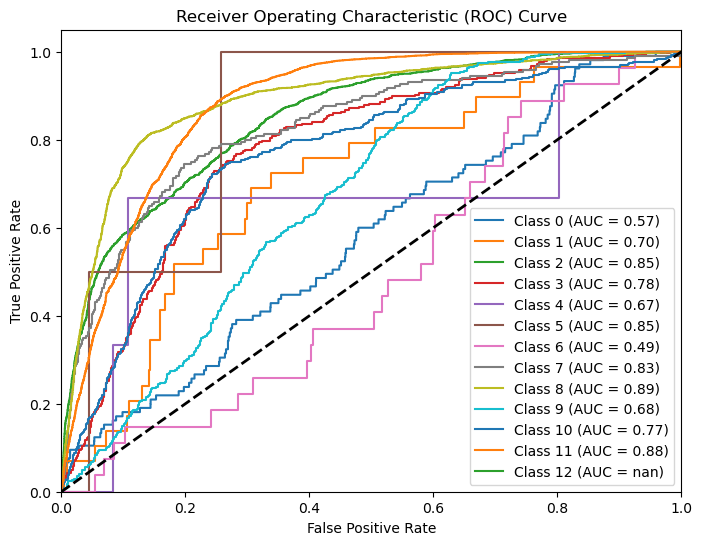 Receiver Operating Characteristic (ROC) Curve
True Positive Rate
1.0
0.8
0.6
0.4
0.2
0.0
Class 0 (AUC = 0.57)
Class 1 (AUC = 0.70)
Class 2 (AUC = 0.85)
Class 3 (AUC = 0.78)
Class 4 (AUC = 0.67)
Class 5 (AUC = 0.85)
Class 6 (AUC = 0.49)
Class 7 (AUC = 0.83)
Class 8 (AUC = 0.89)
Class 9 (AUC = 0.68)
Class 10 (AUC = 0.77)
Class 11 (AUC = 0.88)
Class 12 (AUC = nan)
0.0 0.2 0.4 0.6 0.8 1.0
False Positive Rate